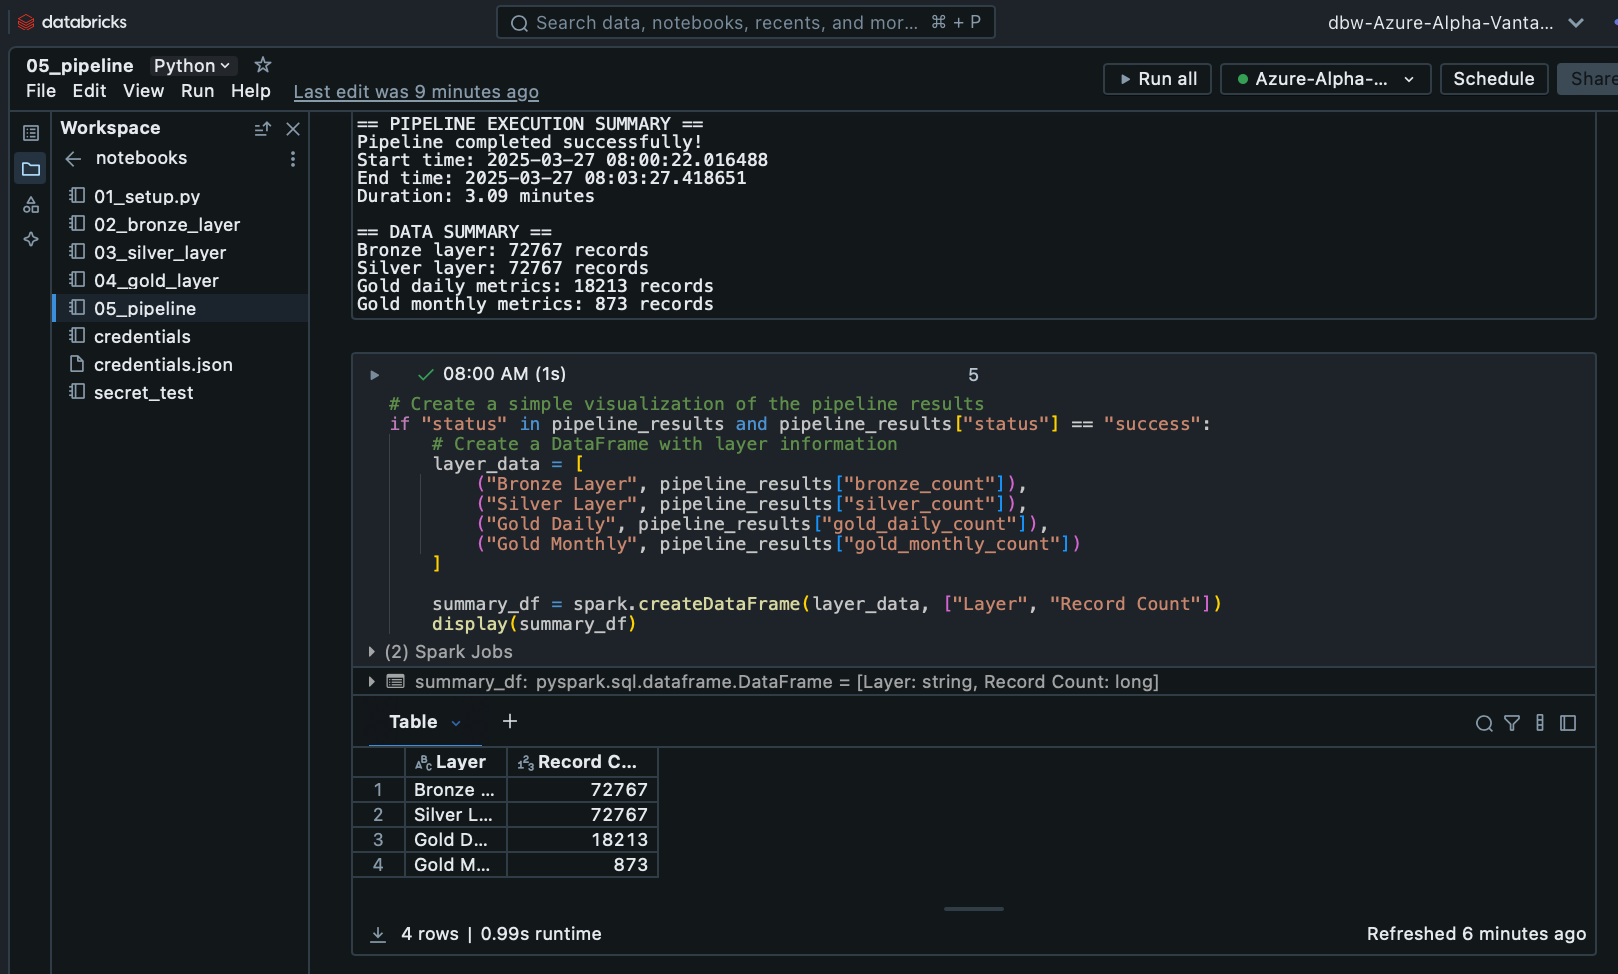 databricks
Search data, notebooks, recents, and mor... ⌘ + P
dbw-Azure-Alpha-Vanta...
05_pipeline Python
File Edit View Run Help Last edit was 9 minutes ago
Run all Azure-Alpha-... Schedule Share
Workspace
notebooks
01_setup.py
02_bronze_layer
03_silver_layer
04_gold_layer
05_pipeline
credentials
credentials.json
secret_test
== PIPELINE EXECUTION SUMMARY ==
Pipeline completed successfully!
Start time: 2025-03-27 08:00:22.016488
End time: 2025-03-27 08:03:27.418651
Duration: 3.09 minutes
== DATA SUMMARY ==
Bronze layer: 72767 records
Silver layer: 72767 records
Gold daily metrics: 18213 records
Gold monthly metrics: 873 records
08:00 AM (1s) 5
# Create a simple visualization of the pipeline results
if "status" in pipeline_results and pipeline_results["status"] == "success":
# Create a DataFrame with layer information
layer_data = [
("Bronze Layer", pipeline_results["bronze_count"]),
("Silver Layer", pipeline_results["silver_count"]),
("Gold Daily", pipeline_results["gold_daily_count"]),
("Gold Monthly", pipeline_results["gold_monthly_count"])
]
summary_df = spark.createDataFrame(layer_data, ["Layer", "Record Count"])
display(summary_df)
(2) Spark Jobs
summary_df: pyspark.sql.dataframe.DataFrame = [Layer: string, Record Count: long]
Table +
Layer Record C...
1 Bronze ... 72767
2 Silver L... 72767
3 Gold D... 18213
4 Gold M... 873
4 rows | 0.99s runtime
Refreshed 6 minutes ago